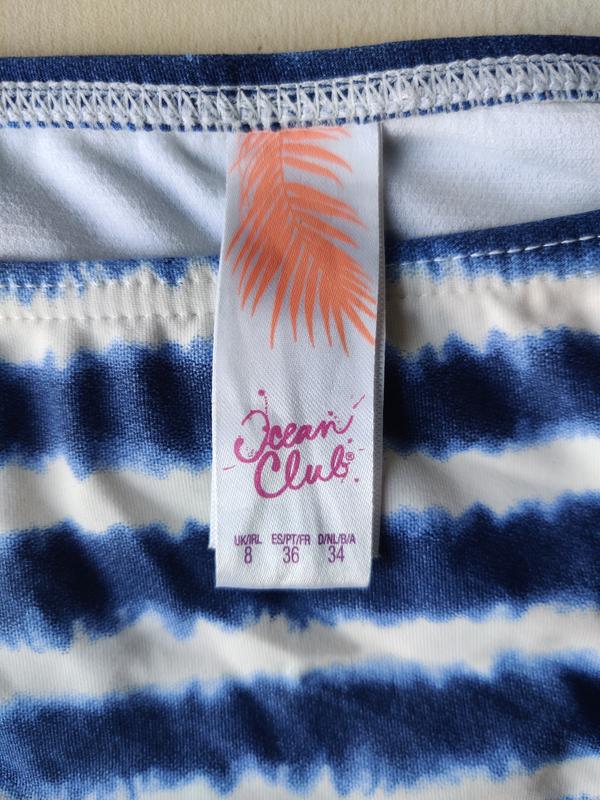 Ocean
Club®
UK/IRL ES/PT/FR D/NL/B/A
8 36 34